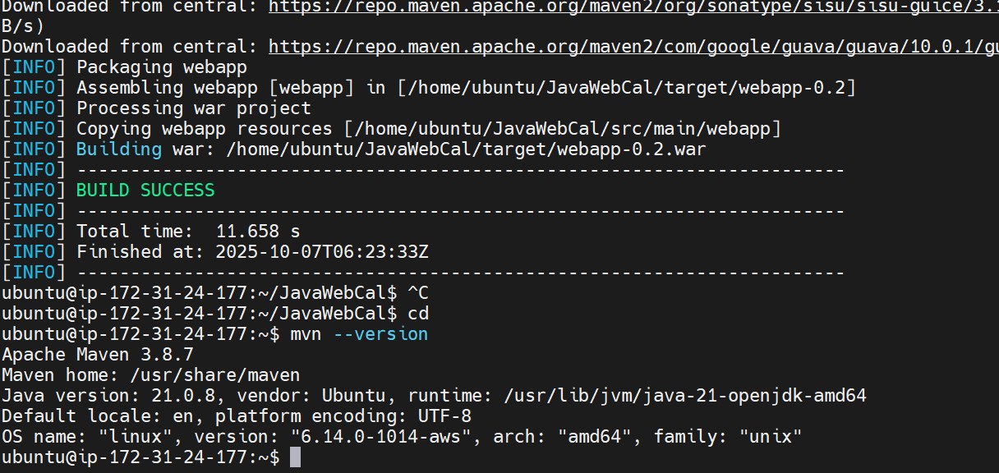 Downloaded from central: https://repo.maven.apache.org/maven2/org/sonatype/sisu/sisu-guice/3.1
B/s)
Downloaded from central: https://repo.maven.apache.org/maven2/com/google/guava/guava/10.0.1/gu
[INFO] Packaging webapp
[INFO] Assembling webapp [webapp] in [/home/ubuntu/JavaWebCal/target/webapp-0.2]
[INFO] Processing war project
[INFO] Copying webapp resources [/home/ubuntu/JavaWebCal/src/main/webapp]
[INFO] Building war: /home/ubuntu/JavaWebCal/target/webapp-0.2.war
[INFO] ------------------------------------------------------------------------
[INFO] BUILD SUCCESS
[INFO] ------------------------------------------------------------------------
[INFO] Total time:  11.658 s
[INFO] Finished at: 2025-10-07T06:23:33Z
[INFO] ------------------------------------------------------------------------
ubuntu@ip-172-31-24-177:~/JavaWebCal$ ^C
ubuntu@ip-172-31-24-177:~/JavaWebCal$ cd
ubuntu@ip-172-31-24-177:~$ mvn --version
Apache Maven 3.8.7
Maven home: /usr/share/maven
Java version: 21.0.8, vendor: Ubuntu, runtime: /usr/lib/jvm/java-21-openjdk-amd64
Default locale: en, platform encoding: UTF-8
OS name: "linux", version: "6.14.0-1014-aws", arch: "amd64", family: "unix"
ubuntu@ip-172-31-24-177:~$